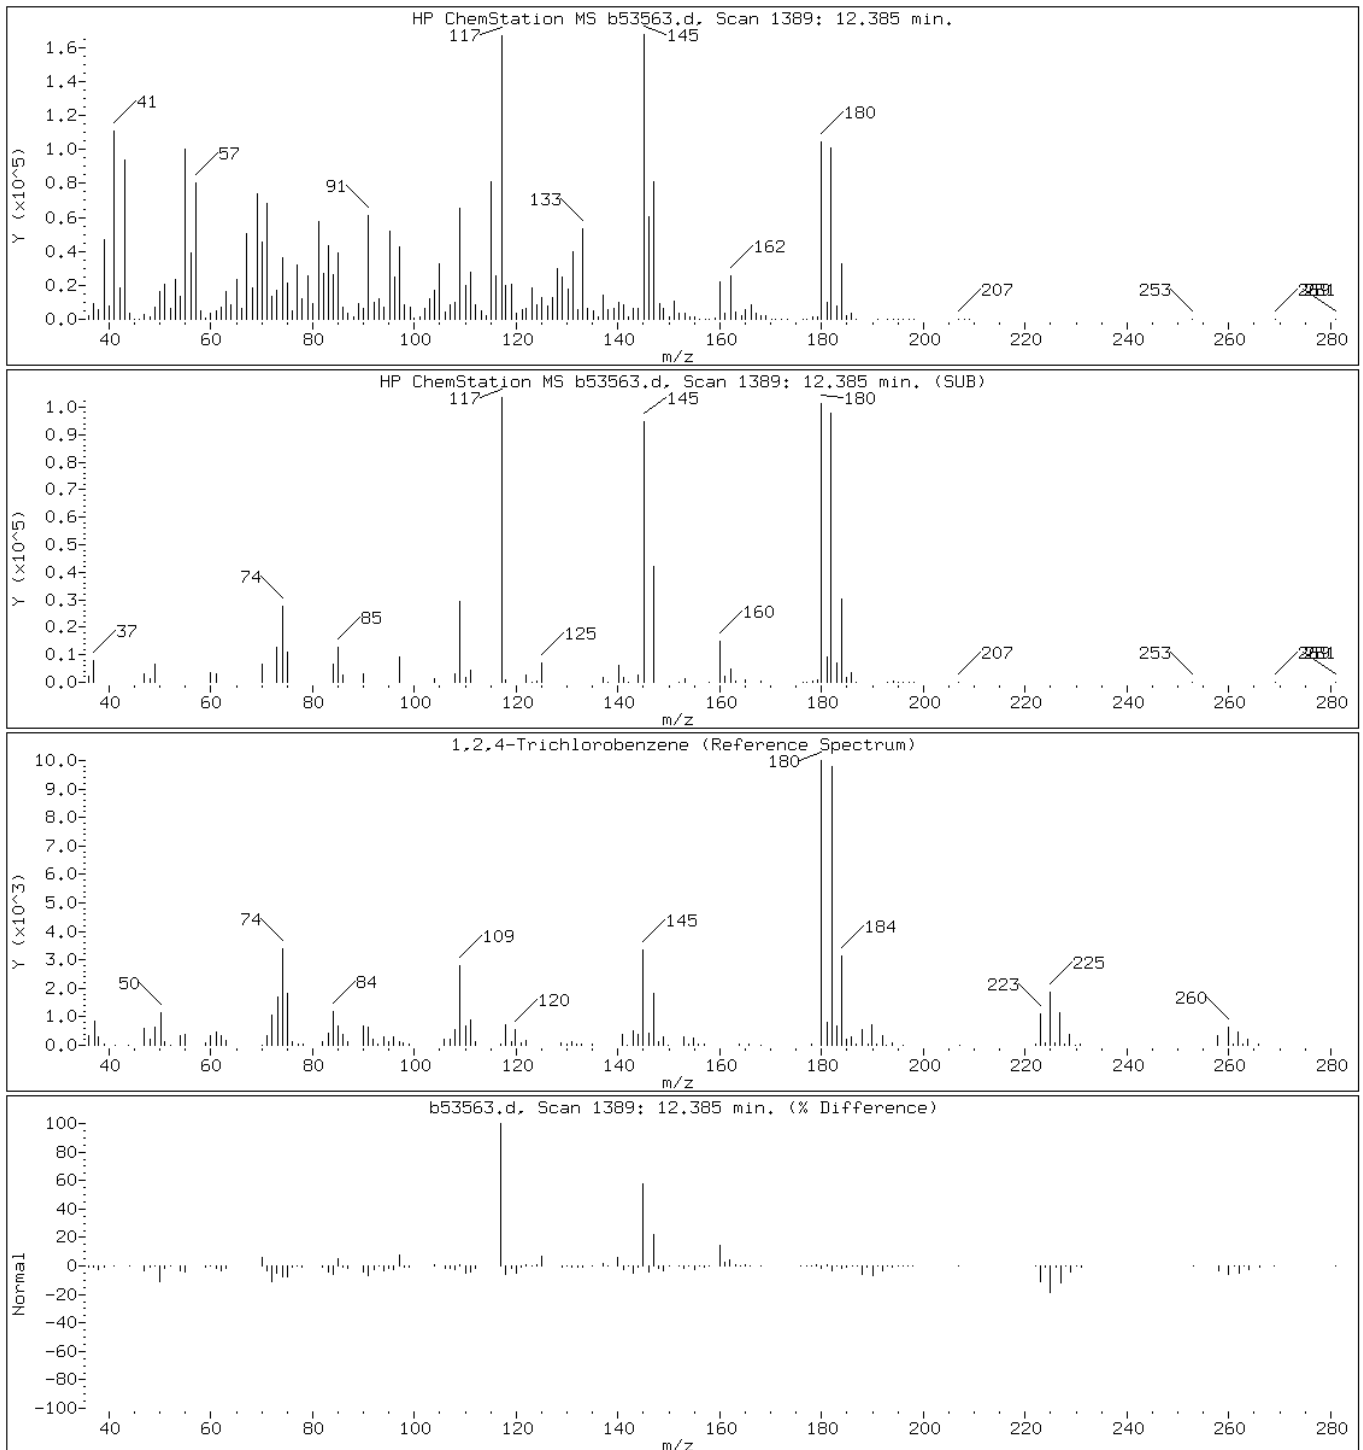 HP ChemStation MS b53563.d, Scan 1389: 12.385 min.
117 145
1.6
1.4
1.2 41 180
1.0
57
0.8 91
133
0.6
0.4 162
0.2 207 253
0.0
Y (x10^5)
40 60 80 100 120 140 160 180 200 220 240 260 280
m/z
HP ChemStation MS b53563.d, Scan 1389: 12.385 min. (SUB)
117 145 180
1.0
0.9
0.8
0.7
0.6
0.5
0.4 74
0.3 85 160
0.2 37 125
0.1 207 253
0.0
Y (x10^5)
40 60 80 100 120 140 160 180 200 220 240 260 280
m/z
1,2,4-Trichlorobenzene (Reference Spectrum)
10.0 180
9.0
8.0
7.0
6.0
5.0
4.0 74 109 145 184
3.0 225
2.0 50 84 223 260
1.0 120
0.0
Y (x10^3)
40 60 80 100 120 140 160 180 200 220 240 260 280
m/z
b53563.d, Scan 1389: 12.385 min. (% Difference)
100
80
60
40
20
0
-20
-40
-60
-80
-100
Normal
40 60 80 100 120 140 160 180 200 220 240 260 280
m/z